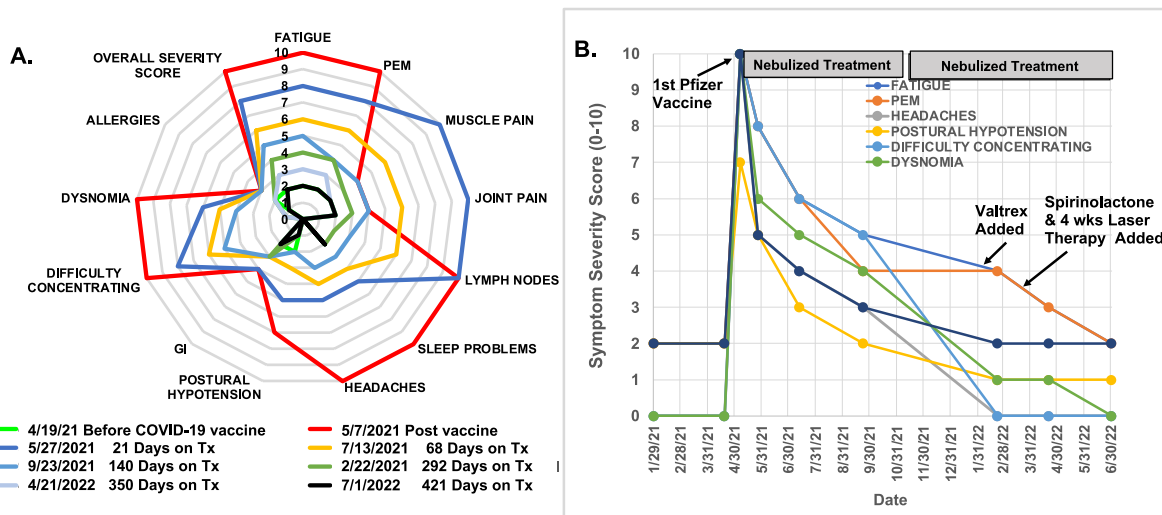 A.
FATIGUE
PEM
MUSCLE PAIN
JOINT PAIN
LYMPH NODES
SLEEP PROBLEMS
HEADACHES
POSTURAL
HYPOTENSION
GI
DIFFICULTY
CONCENTRATING
DYSNOMIA
ALLERGIES
OVERALL SEVERITY
SCORE
10
9
8
7
6
5
4
3
2
1
0
4/19/21 Before COVID-19 vaccine
5/7/2021 Post vaccine
5/27/2021 21 Days on Tx
7/13/2021 68 Days on Tx
9/23/2021 140 Days on Tx
2/22/2021 292 Days on Tx
4/21/2022 350 Days on Tx
7/1/2022 421 Days on Tx
B.
Symptom Severity Score (0-10)
10
9
8
7
6
5
4
3
2
1
0
1st Pfizer
Vaccine
Nebulized Treatment
Nebulized Treatment
FATIGUE
PEM
HEADACHES
POSTURAL HYPOTENSION
DIFFICULTY CONCENTRATING
DYSNOMIA
Valtrex
Added
Spirinolactone
& 4 wks Laser
Therapy Added
1/29/21
2/28/21
3/31/21
4/30/21
5/31/21
6/30/21
7/31/21
8/31/21
9/30/21
10/31/21
11/30/21
12/31/21
1/31/22
2/28/22
3/31/22
4/30/22
5/31/22
6/30/22
Date